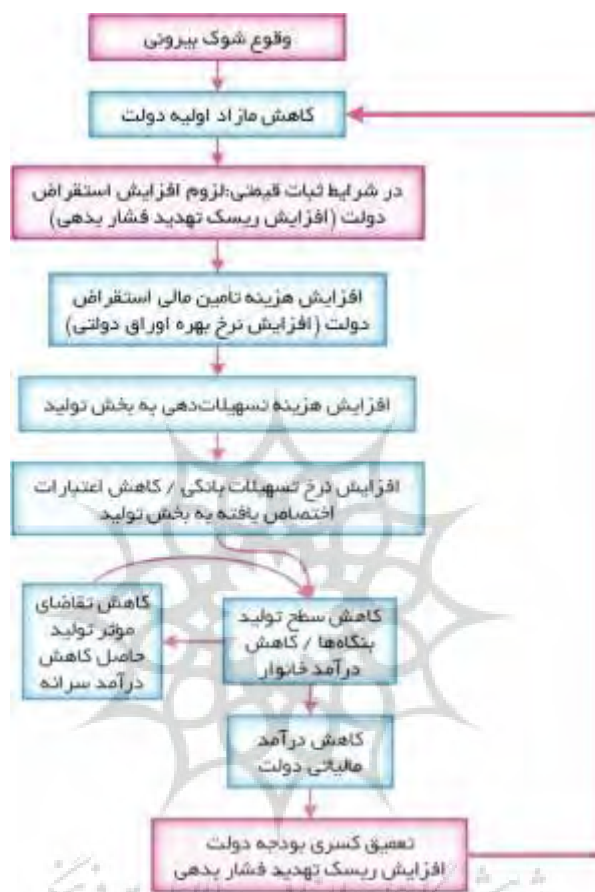 وقوع شوک بیرونی
کاهش مازاد اولیه دولت
در شرایط ثبات قیمتی؛لزوم افزایش استقراض
دولت (افزایش ریسک تهدید فشار بدهی)
افزایش هزینه تامین مالی استقراض
دولت (افزایش نرخ بهره اوراق دولتی)
افزایش هزینه تسهیلات‌دهی به بخش تولید
افزایش نرخ تسهیلات بانکی / کاهش اعتبارات
اختصاص یافته به بخش تولید
کاهش سطح تولید
بنگاه‌ها / کاهش
درآمد خانوار
کاهش تقاضای
موثر تولید
حاصل کاهش
درآمد سرانه
کاهش درآمد
مالیاتی دولت
تعمیق کسری بودجه دولت
افزایش ریسک تهدید فشار بدهی